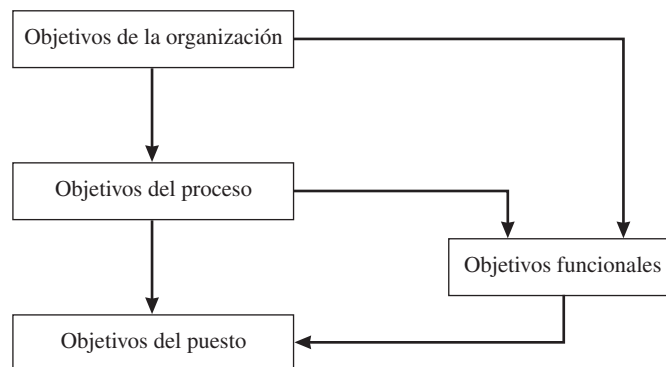 Objetivos de la organización
Objetivos del proceso
Objetivos funcionales
Objetivos del puesto